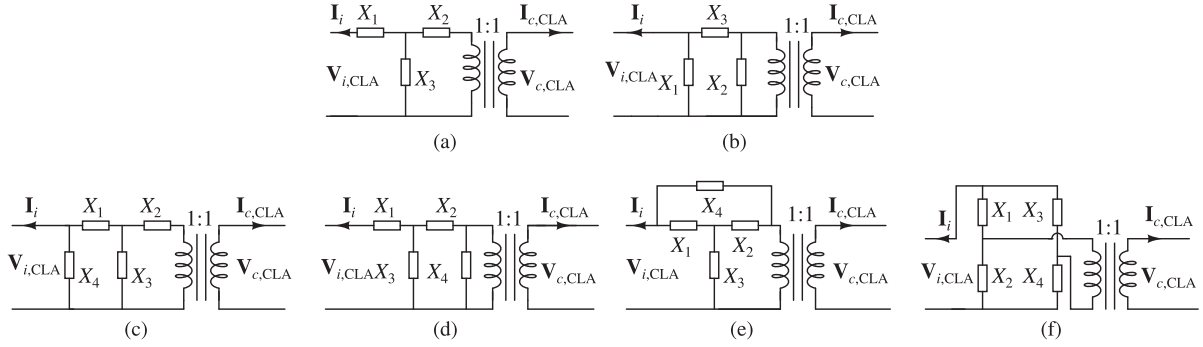 I_i X_1 X_2 1:1 I_c,CLA
V_i,CLA X_3 V_c,CLA
(a)
I_i X_3 1:1 I_c,CLA
V_i,CLA X_1 X_2 V_c,CLA
(b)
I_i X_1 X_2 1:1 I_c,CLA
V_i,CLA X_4 X_3 V_c,CLA
(c)
I_i X_1 X_2 1:1 I_c,CLA
V_i,CLA X_3 X_4 V_c,CLA
(d)
I_i X_4 1:1 I_c,CLA
X_1 X_2
V_i,CLA X_3 V_c,CLA
(e)
I_i X_1 X_3 1:1 I_c,CLA
V_i,CLA X_2 X_4 V_c,CLA
(f)